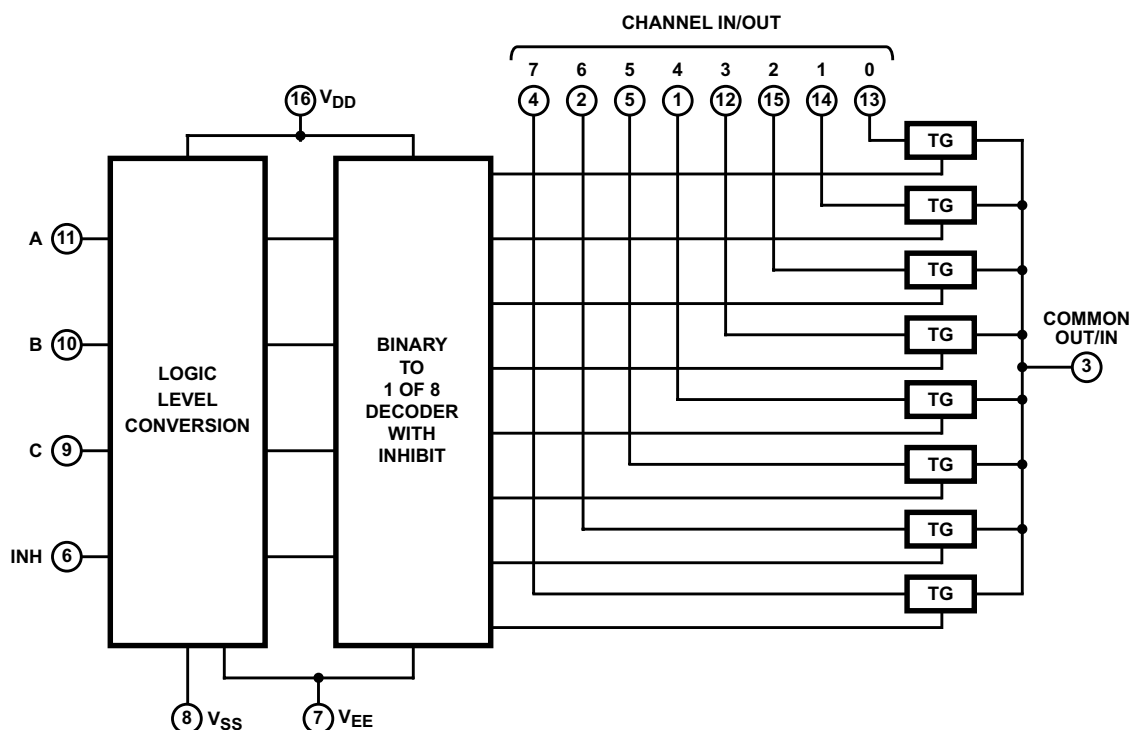 CHANNEL IN/OUT
7 6 5 4 3 2 1 0
4 2 5 1 12 15 14 13
16 VDD
TG
TG
TG
TG
TG
TG
TG
TG
A 11
B 10
C 9
INH 6
LOGIC
LEVEL
CONVERSION
BINARY
TO
1 OF 8
DECODER
WITH
INHIBIT
COMMON
OUT/IN
3
8 VSS
7 VEE